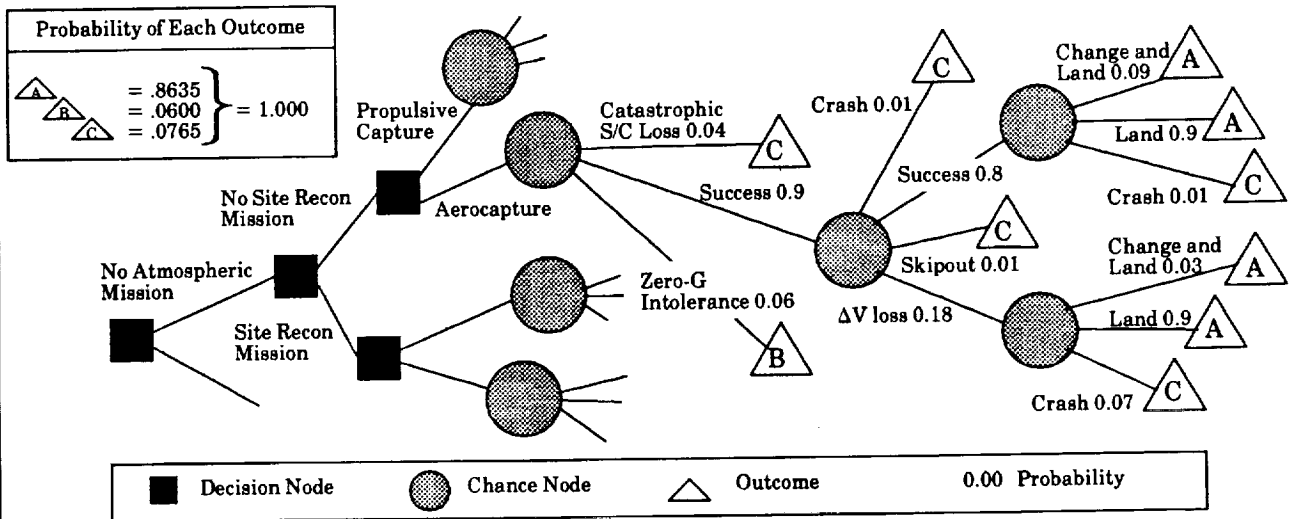 Probability of Each Outcome
A = .8635
B = .0600 = 1.000
C = .0765
Propulsive
Capture
Catastrophic
S/C Loss 0.04
C
No Site Recon
Mission
Aerocapture
Success 0.9
No Atmospheric
Mission
Site Recon
Mission
Zero-G
Intolerance 0.06
B
Crash 0.01
C
Success 0.8
Skipout 0.01
C
ΔV loss 0.18
Change and
Land 0.09
A
Land 0.9
A
Crash 0.01
C
Change and
Land 0.03
A
Land 0.9
A
Crash 0.07
C
Decision Node
Chance Node
Outcome
0.00 Probability